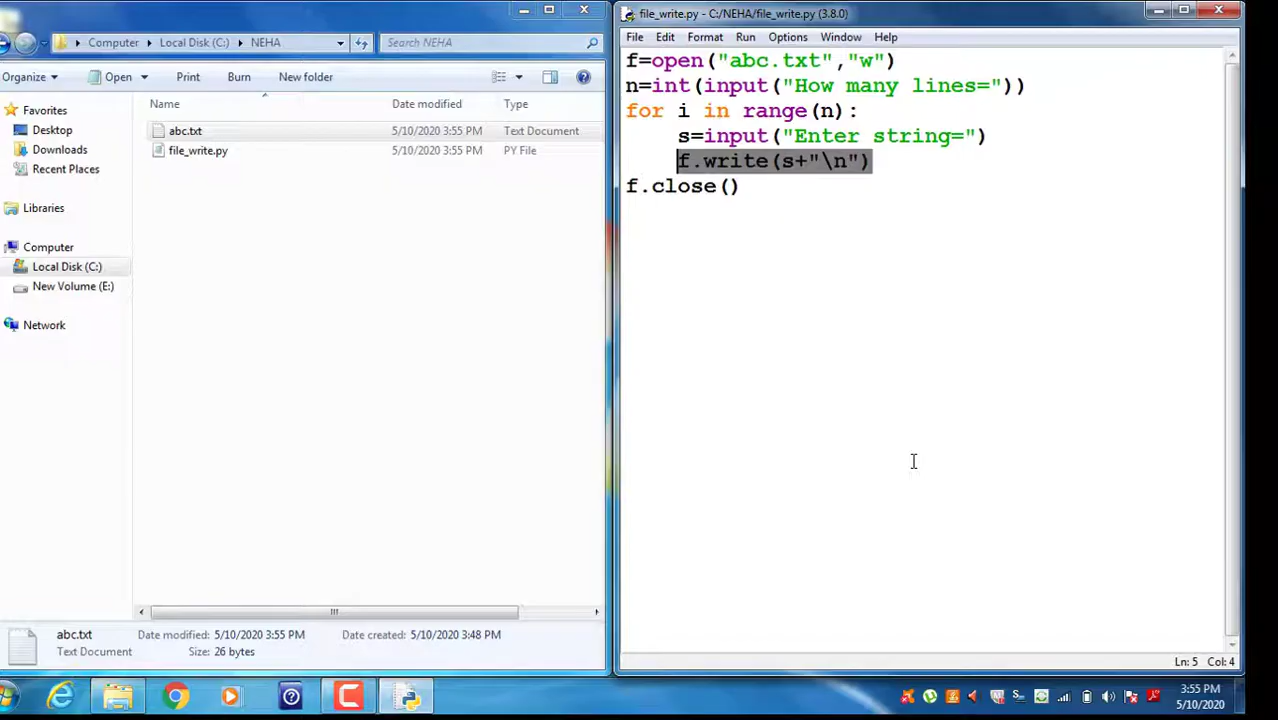 Computer Local Disk (C:) NEHA
Search NEHA
Organize Open Print Burn New folder
Favorites
Desktop
Downloads
Recent Places
Libraries
Computer
Local Disk (C:)
New Volume (E:)
Network
Name Date modified Type
abc.txt 5/10/2020 3:55 PM Text Document
file_write.py 5/10/2020 3:55 PM PY File
abc.txt Date modified: 5/10/2020 3:55 PM Date created: 5/10/2020 3:48 PM
Text Document Size: 26 bytes
file_write.py - C:/NEHA/file_write.py (3.8.0)
File Edit Format Run Options Window Help
f=open("abc.txt","w")
n=int(input("How many lines="))
for i in range(n):
    s=input("Enter string=")
    f.write(s+"\n")
f.close()
Ln: 5 Col: 4
3:55 PM
5/10/2020